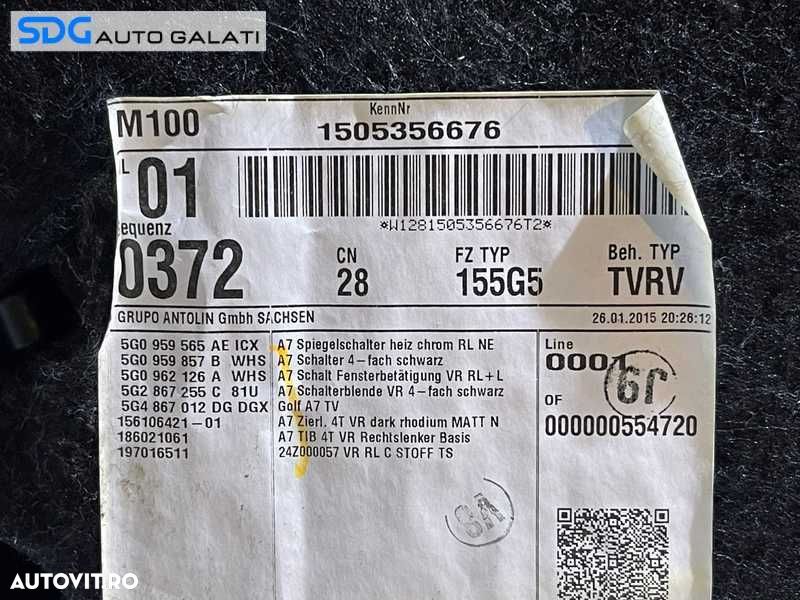 SDG AUTO GALATI
M100
KennNr
1505356676
01
equenz
0372
*W1281505356676T2*
CN
28
FZ TYP
155G5
Beh. TYP
TVRV
GRUPO ANTOLIN GmbH SACHSEN
26.01.2015 20:26:12
5G0 959 565 AE ICX A7 Spiegelschalter heiz chrom RL NE
5G0 959 857 B WHS A7 Schalter 4-fach schwarz
5G0 962 126 A WHS A7 Schalt Fensterbetätigung VR RL+L
5G2 867 255 C 81U A7 Schalterblende VR 4-fach schwarz
5G4 867 012 DG DGX Golf A7 TV
156106421-01 A7 Zierl. 4T VR dark rhodium MATT N
186021061 A7 TIB 4T VR Rechtslenker Basis
197016511 24Z000057 VR RL C STOFF TS
Line
0001
OF
000000554720
AUTOVIT.RO